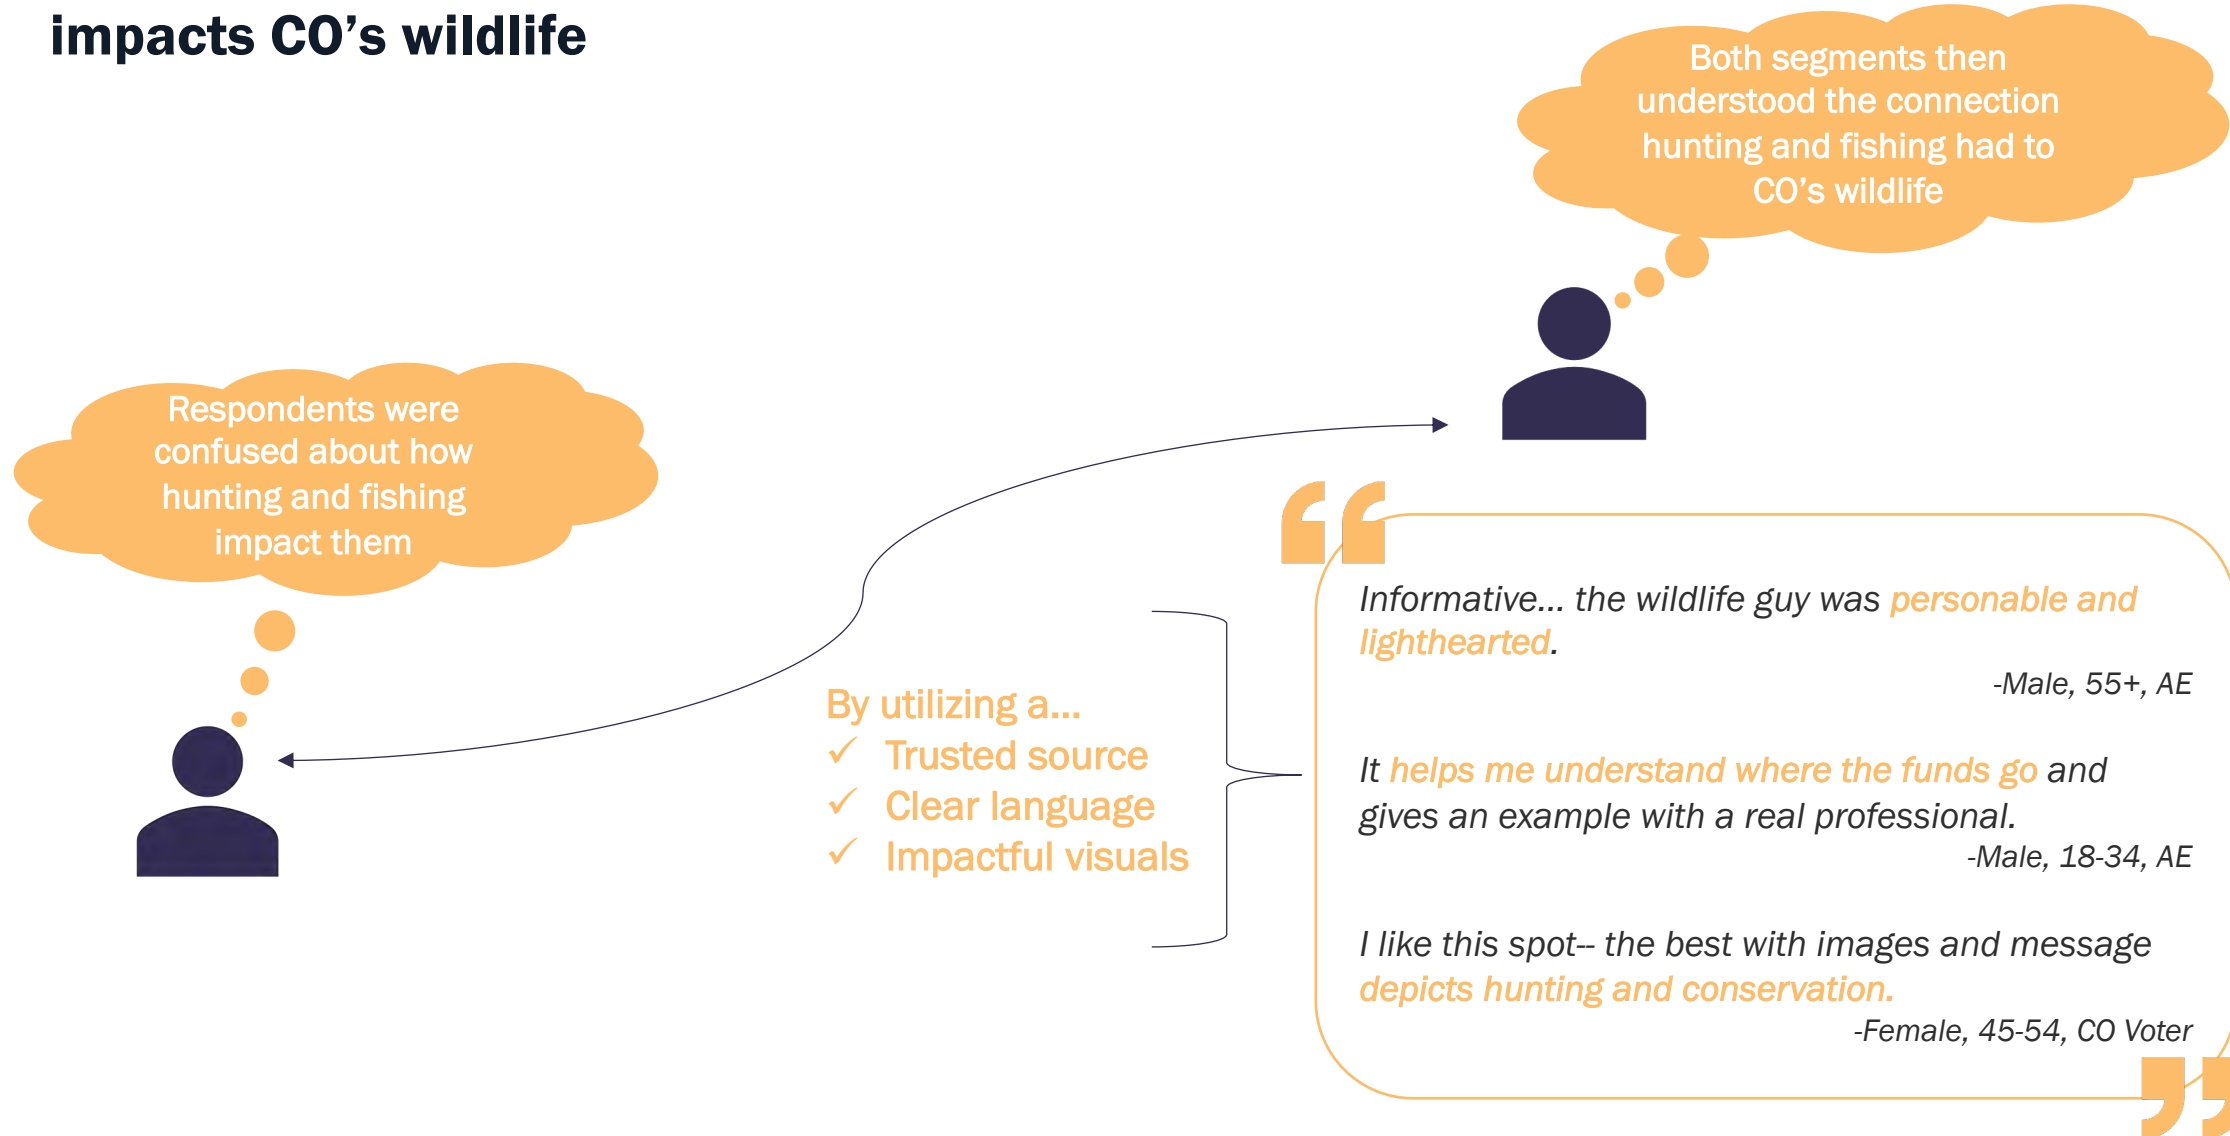 impacts CO's wildlife
Both segments then
understood the connection
hunting and fishing had to
CO's wildlife
Respondents were
confused about how
hunting and fishing
impact them
By utilizing a...
✓ Trusted source
✓ Clear language
✓ Impactful visuals
“
Informative... the wildlife guy was personable and
lighthearted.
-Male, 55+, AE
It helps me understand where the funds go and
gives an example with a real professional.
-Male, 18-34, AE
I like this spot-- the best with images and message
depicts hunting and conservation.
-Female, 45-54, CO Voter
”